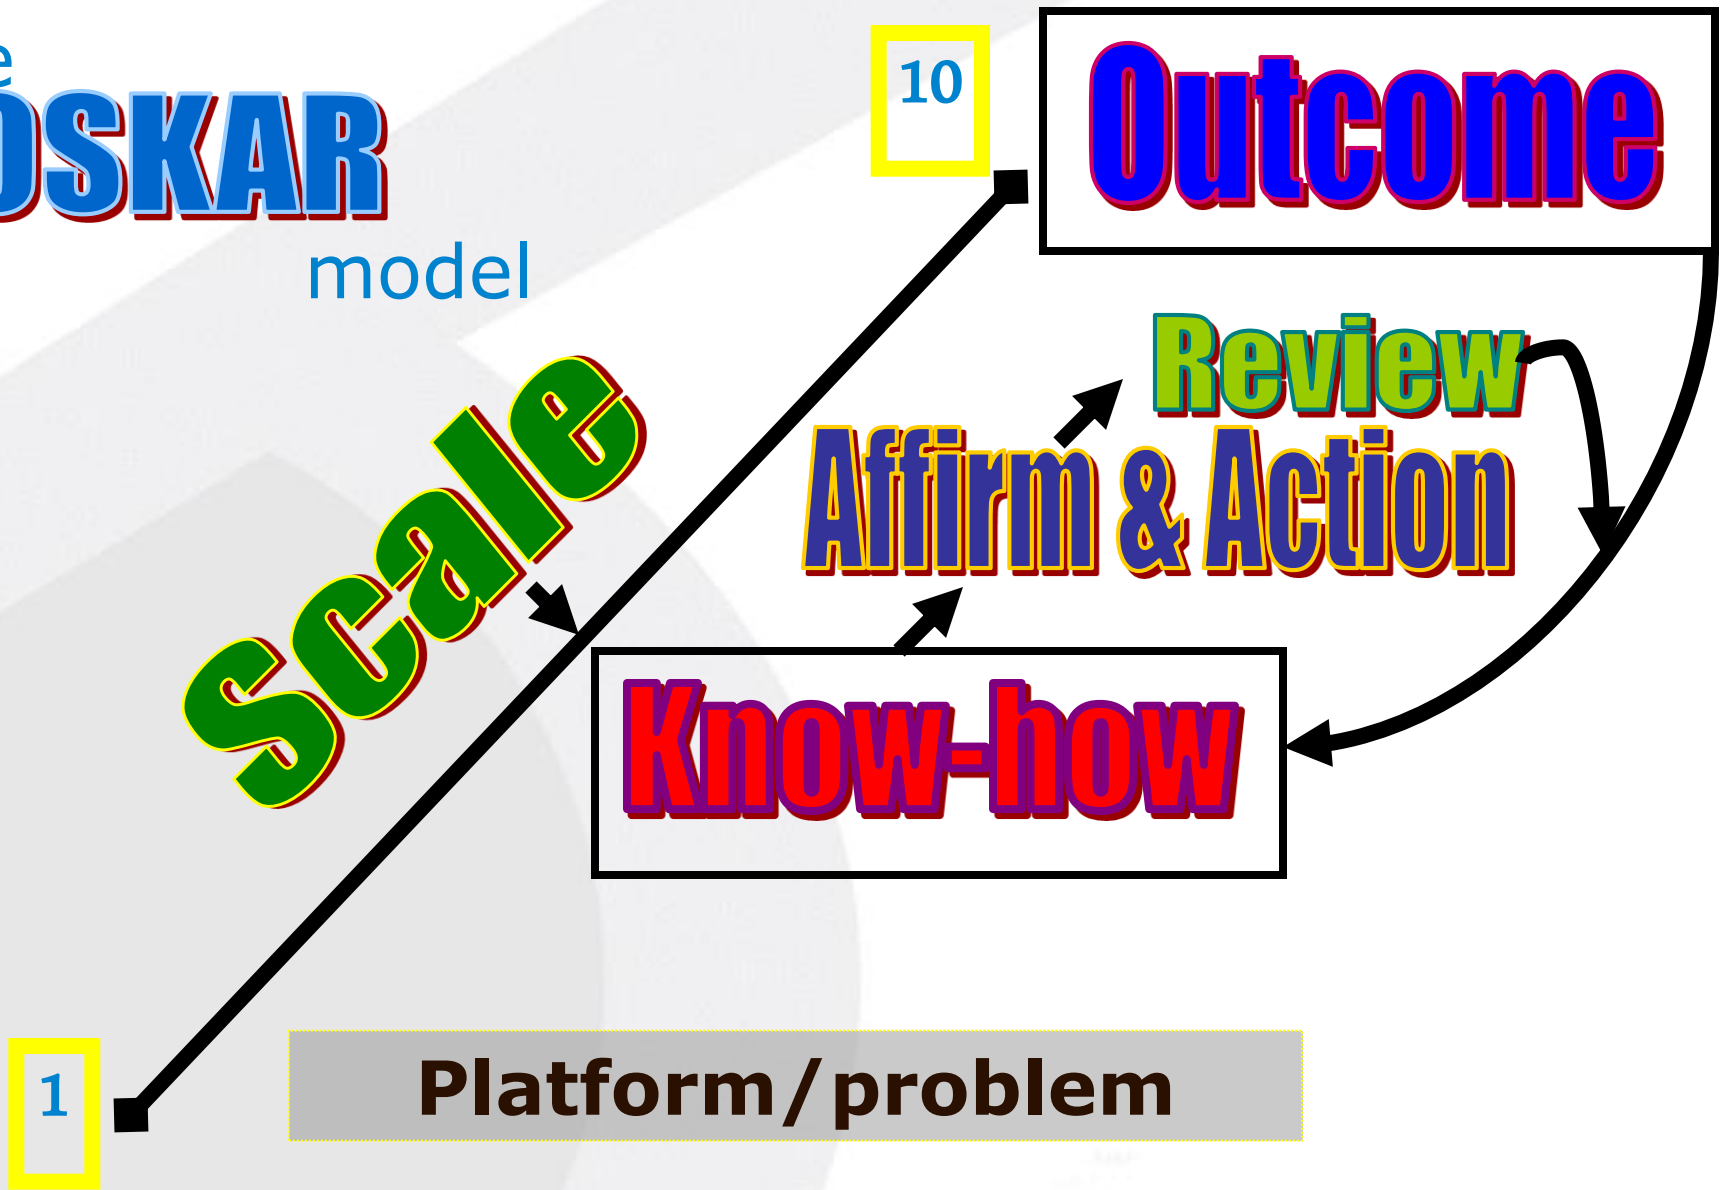 e
OSKAR
model
10
Outcome
Review
Affirm & Action
Scale
Know-how
1
Platform/problem